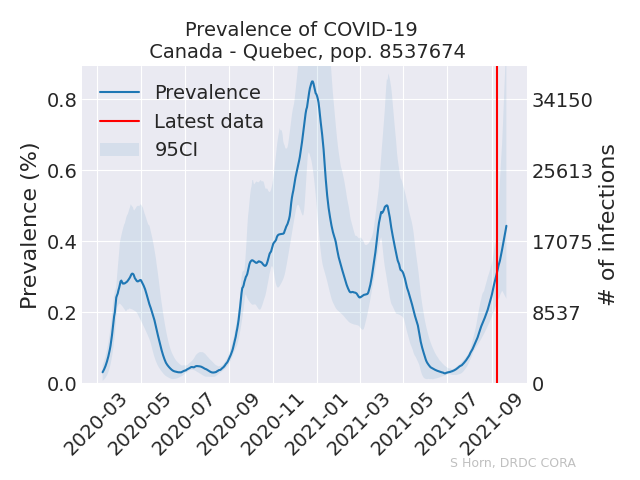 Prevalence of COVID-19
Canada - Quebec, pop. 8537674
Prevalence
Latest data
95CI
Prevalence (%)
0.8
0.6
0.4
0.2
0.0
34150
25613
17075
8537
0
# of infections
2020-03
2020-05
2020-07
2020-09
2020-11
2021-01
2021-03
2021-05
2021-07
2021-09
S Horn, DRDC CORA